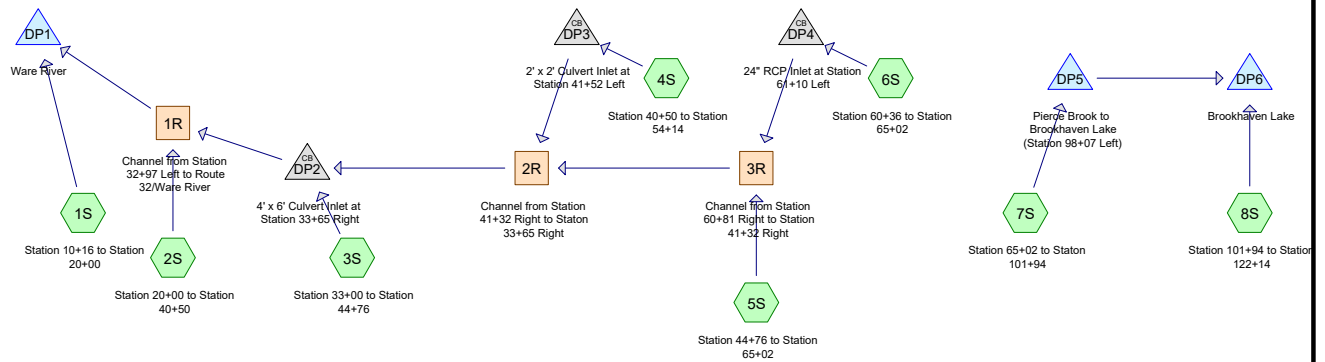 DP1
Ware River
1R
Channel from Station
32+97 Left to Route
32/Ware River
1S
Station 10+16 to Station
20+00
2S
Station 20+00 to Station
40+50
CB
DP2
4' x 6' Culvert Inlet at
Station 33+65 Right
3S
Station 33+00 to Station
44+76
CB
DP3
2' x 2' Culvert Inlet at
Station 41+52 Left
4S
Station 40+50 to Station
54+14
2R
Channel from Station
41+32 Right to Staton
33+65 Right
CB
DP4
24" RCP Inlet at Station
61+10 Left
6S
Station 60+36 to Station
65+02
3R
Channel from Station
60+81 Right to Station
41+32 Right
5S
Station 44+76 to Station
65+02
DP5
Pierce Brook to
Brookhaven Lake
(Station 98+07 Left)
7S
Station 65+02 to Staton
101+94
DP6
Brookhaven Lake
8S
Station 101+94 to Station
122+14